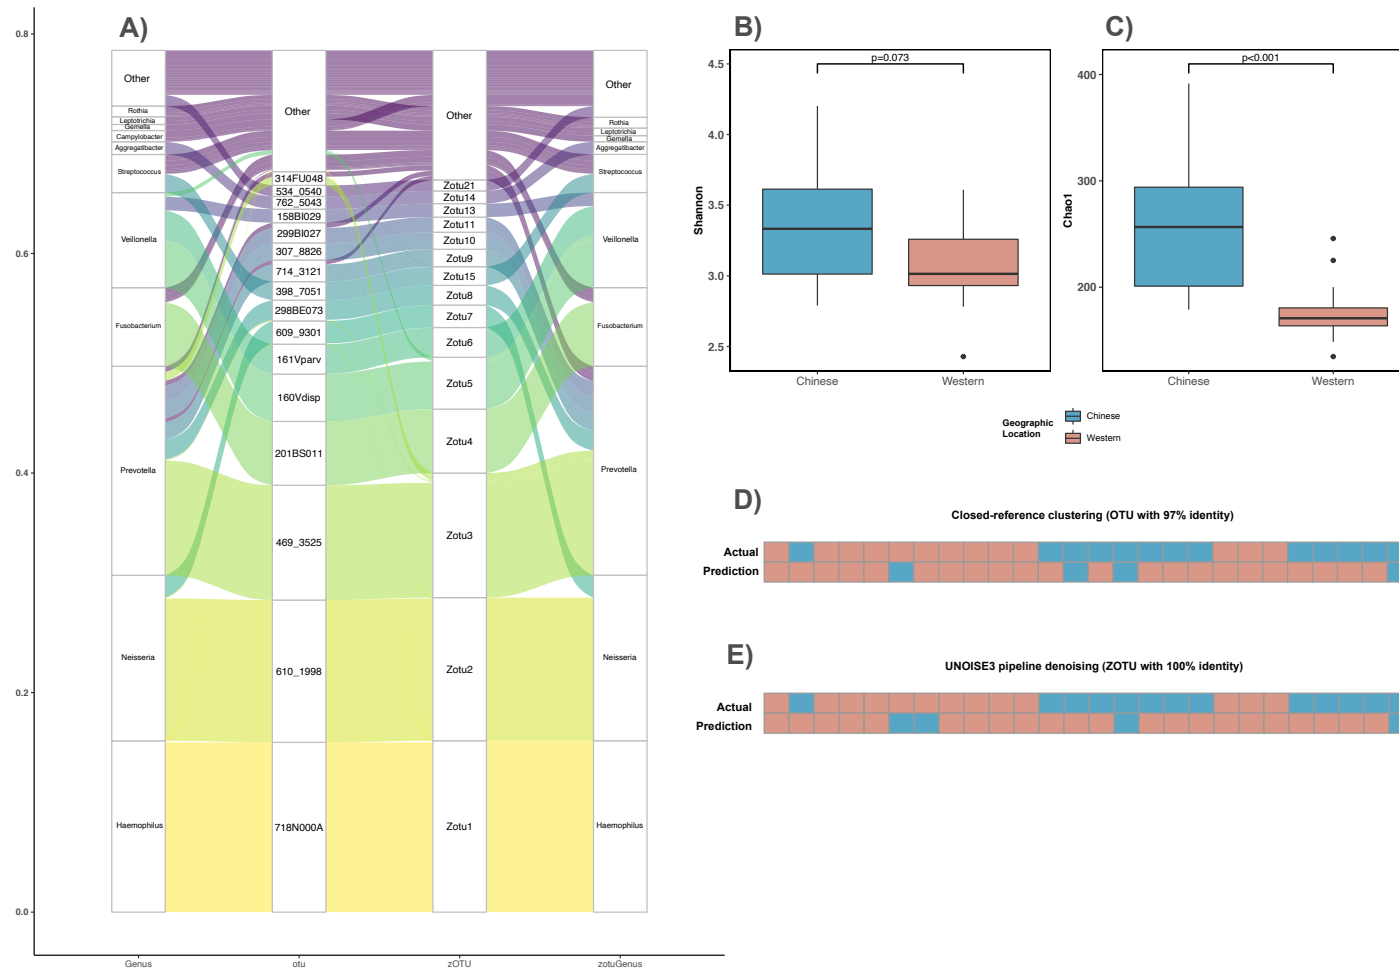 A)
0.8
0.6
0.4
0.2
0.0
Other
Rothia
Leptotrichia
Gemella
Campylobacter
Aggregatibacter
Streptococcus
Veillonella
Fusobacterium
Prevotella
Neisseria
Haemophilus
Other
314FU048
534_0540
762_5043
158BI029
299BI027
307_8826
714_3121
398_7051
298BE073
609_9301
161Vparv
160Vdisp
201BS011
469_3525
610_1998
718N000A
Other
Zotu21
Zotu14
Zotu13
Zotu11
Zotu10
Zotu9
Zotu15
Zotu8
Zotu7
Zotu6
Zotu5
Zotu4
Zotu3
Zotu2
Zotu1
Other
Rothia
Leptotrichia
Gemella
Aggregatibacter
Streptococcus
Veillonella
Fusobacterium
Prevotella
Neisseria
Haemophilus
Genus
otu
zOTU
zotuGenus
B)
Shannon
4.5
4.0
3.5
3.0
2.5
p=0.073
Chinese
Western
C)
Chao1
400
300
200
p<0.001
Chinese
Western
Geographic
Location
Chinese
Western
D)
Closed-reference clustering (OTU with 97% identity)
Actual
Prediction
E)
UNOISE3 pipeline denoising (ZOTU with 100% identity)
Actual
Prediction